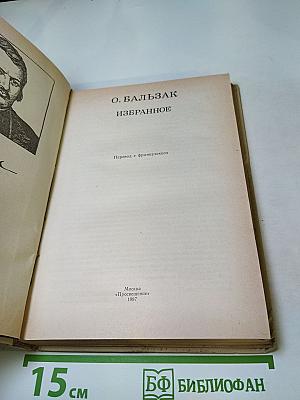 О. БАЛЬЗАК
ИЗБРАННОЕ
Перевод с французского
Москва
«Просвещение»
1987
15 см
БФ БИБЛИОФАН